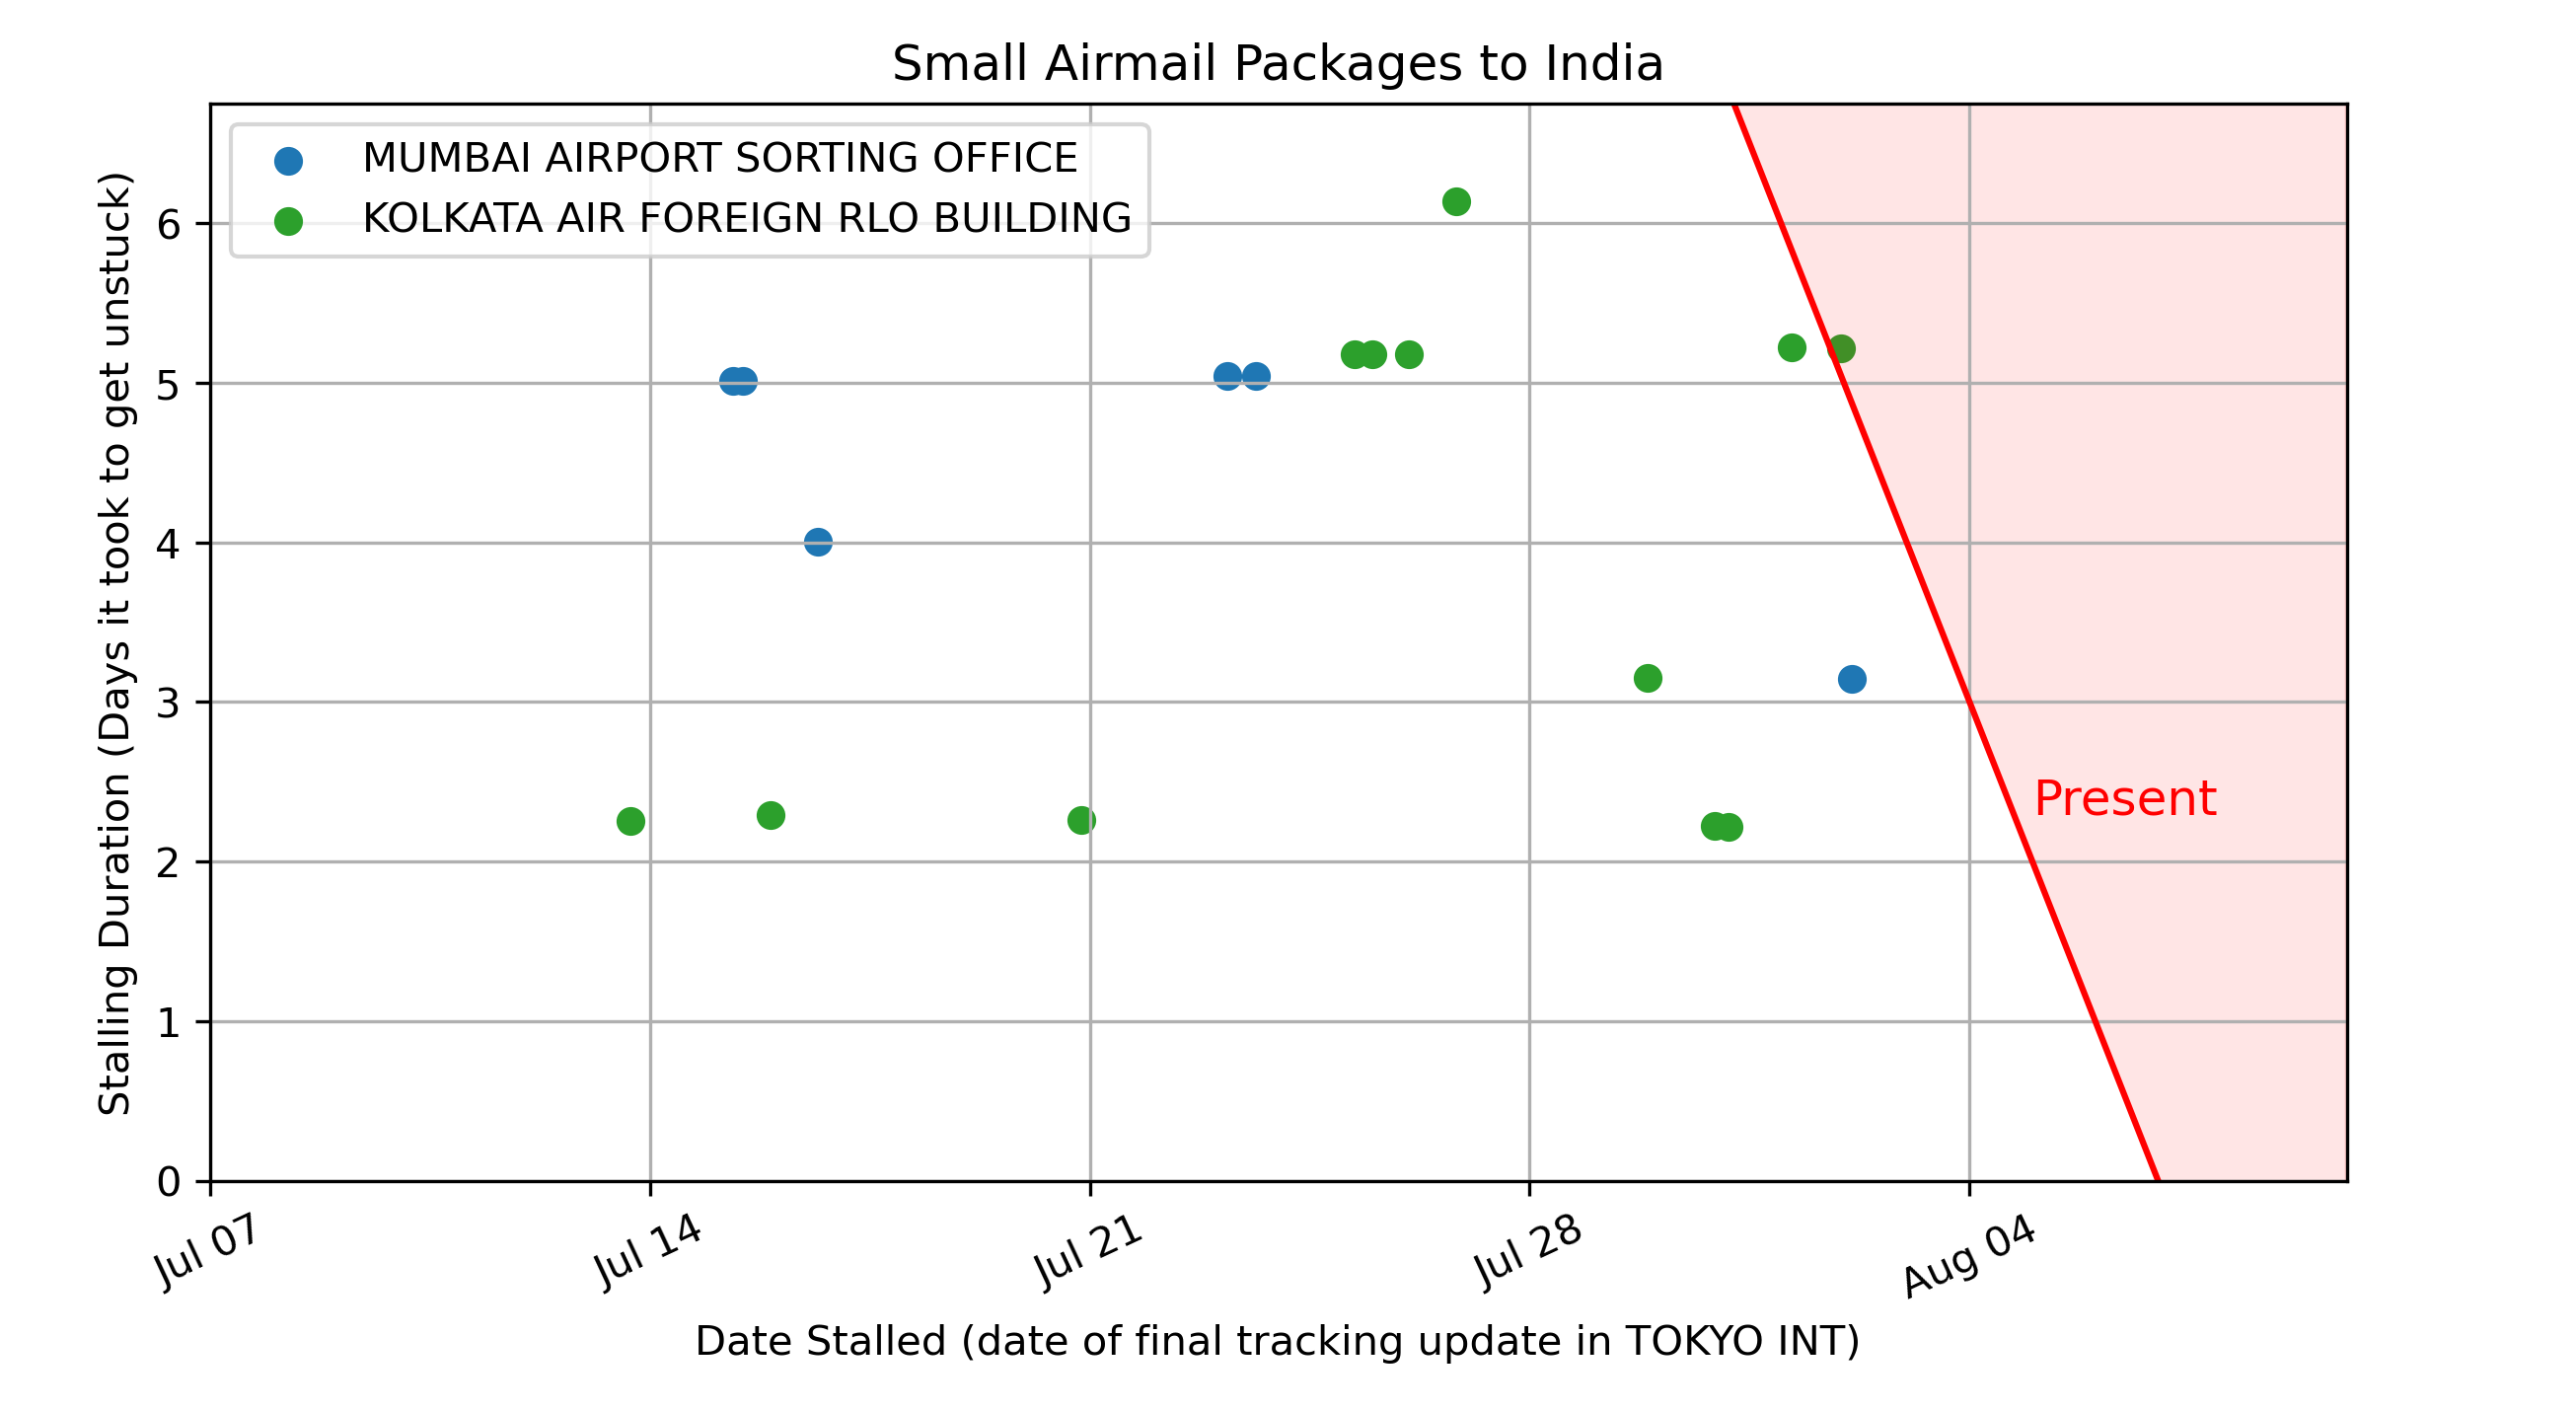 Small Airmail Packages to India
MUMBAI AIRPORT SORTING OFFICE
KOLKATA AIR FOREIGN RLO BUILDING
Stalling Duration (Days it took to get unstuck)
6
5
4
3
2
1
0
Present
Jul 07
Jul 14
Jul 21
Jul 28
Aug 04
Date Stalled (date of final tracking update in TOKYO INT)